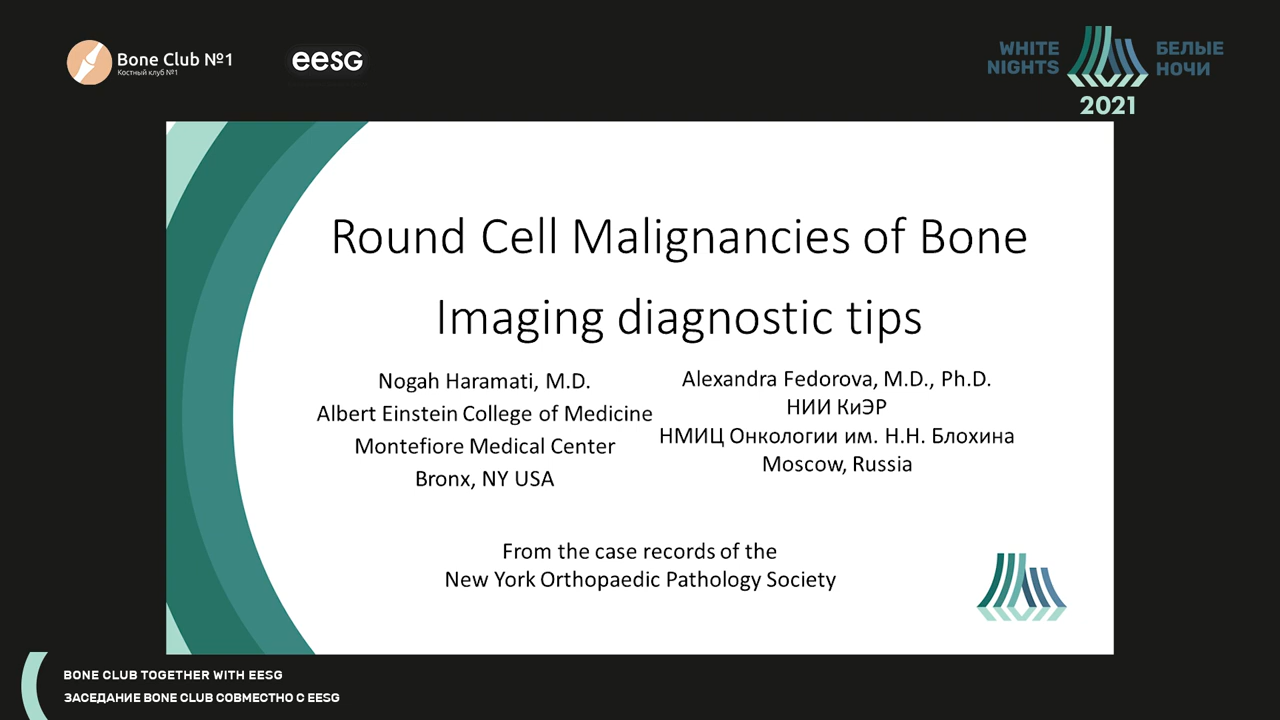 Bone Club №1
Костный клуб №1
eesg
WHITE
NIGHTS
БЕЛЫЕ
НОЧИ
2021
Round Cell Malignancies of Bone
Imaging diagnostic tips
Nogah Haramati, M.D.
Albert Einstein College of Medicine
Montefiore Medical Center
Bronx, NY USA
Alexandra Fedorova, M.D., Ph.D.
НИИ КиЭР
НМИЦ Онкологии им. Н.Н. Блохина
Moscow, Russia
From the case records of the
New York Orthopaedic Pathology Society
BONE CLUB TOGETHER WITH EESG
ЗАСЕДАНИЕ BONE CLUB СОВМЕСТНО С EESG